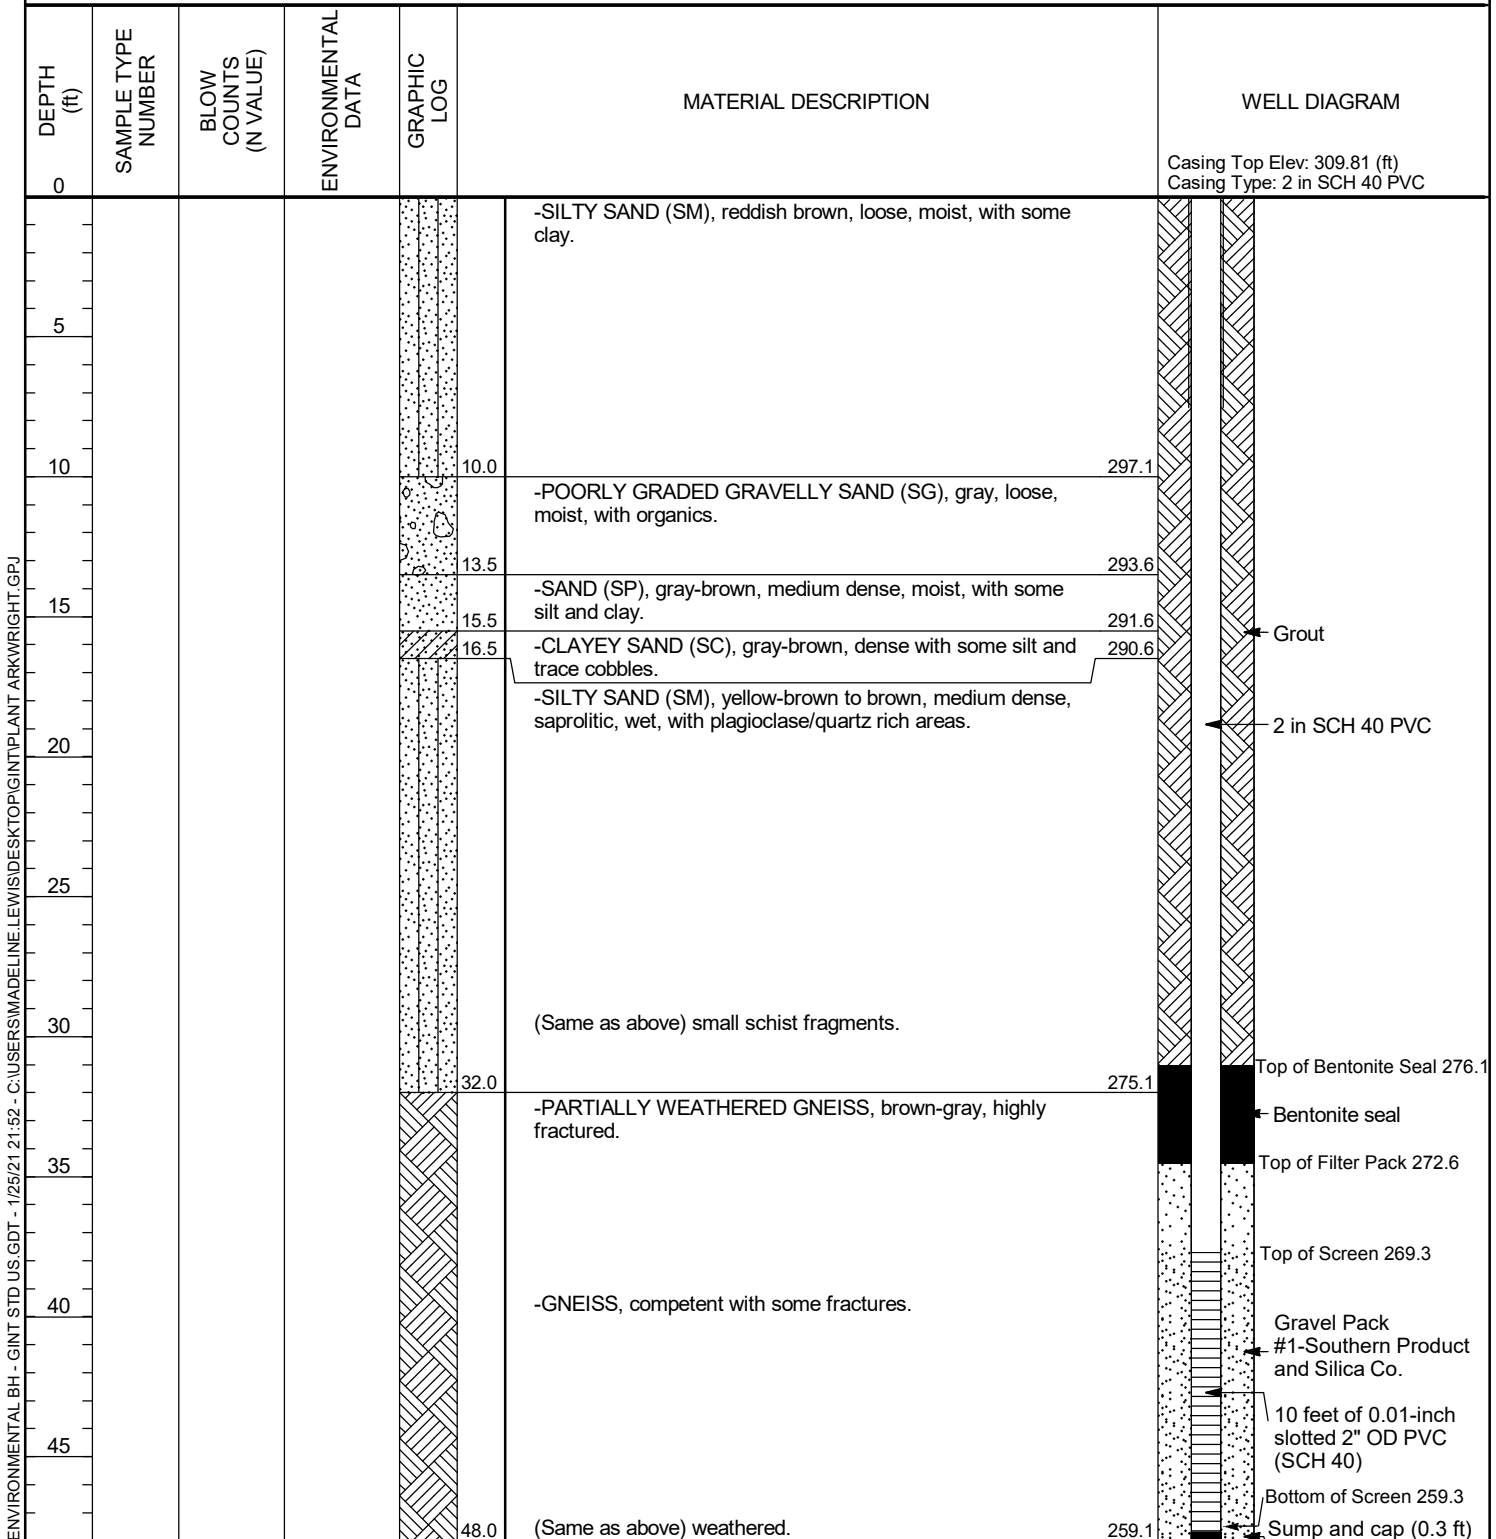 DEPTH
(ft)
SAMPLE TYPE
NUMBER
BLOW
COUNTS
(N VALUE)
ENVIRONMENTAL
DATA
GRAPHIC
LOG
MATERIAL DESCRIPTION
WELL DIAGRAM
Casing Top Elev: 309.81 (ft)
Casing Type: 2 in SCH 40 PVC
0
-SILTY SAND (SM), reddish brown, loose, moist, with some
clay.
5
10
10.0
297.1
-POORLY GRADED GRAVELLY SAND (SG), gray, loose,
moist, with organics.
13.5
293.6
-SAND (SP), gray-brown, medium dense, moist, with some
silt and clay.
15
15.5
291.6
-CLAYEY SAND (SC), gray-brown, dense with some silt and
trace cobbles.
16.5
290.6
Grout
-SILTY SAND (SM), yellow-brown to brown, medium dense,
saprolitic, wet, with plagioclase/quartz rich areas.
2 in SCH 40 PVC
20
25
30
(Same as above) small schist fragments.
Top of Bentonite Seal 276.1
32.0
275.1
-PARTIALLY WEATHERED GNEISS, brown-gray, highly
fractured.
Bentonite seal
35
Top of Filter Pack 272.6
Top of Screen 269.3
40
-GNEISS, competent with some fractures.
Gravel Pack
#1-Southern Product
and Silica Co.
10 feet of 0.01-inch
slotted 2" OD PVC
(SCH 40)
45
Bottom of Screen 259.3
48.0
(Same as above) weathered.
259.1
Sump and cap (0.3 ft)
ENVIRONMENTAL BH - GINT STD US.GDT - 1/25/21 21:52 - C:\USERS\MADELINE.LEWIS\DESKTOP\GINT\PLANT ARKWRIGHT.GPJ